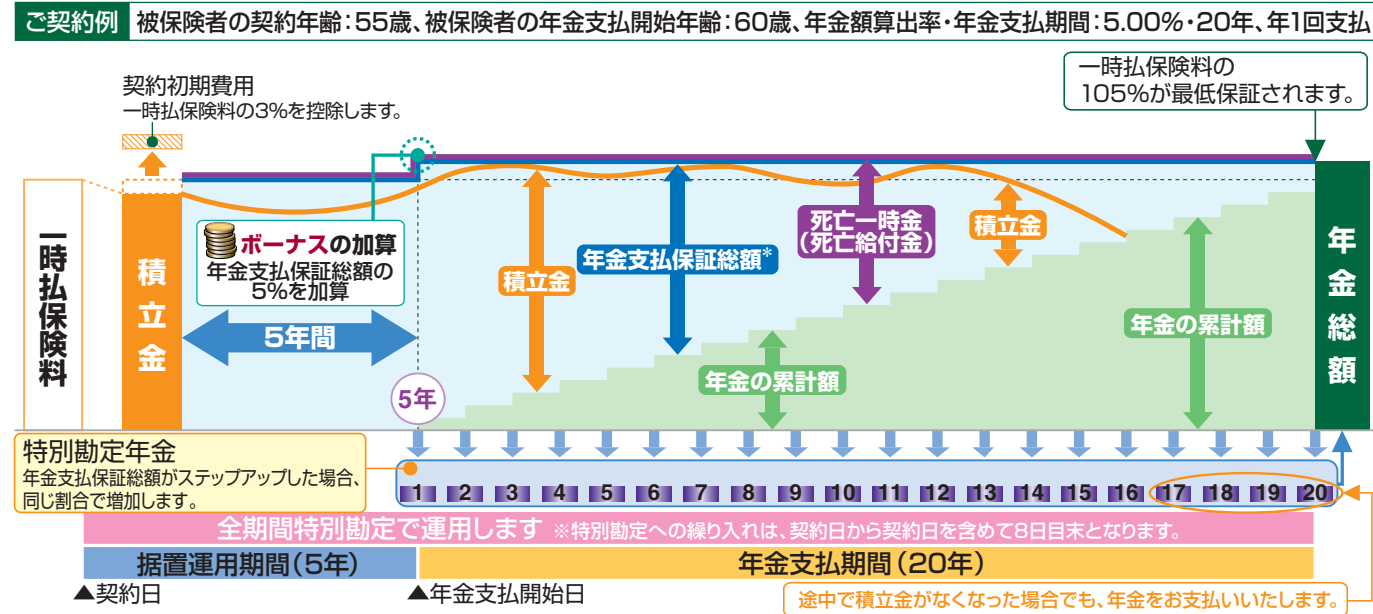 ご契約例 被保険者の契約年齢:55歳、被保険者の年金支払開始年齢:60歳、年金額算出率・年金支払期間:5.00%・20年、年1回支払
契約初期費用
一時払保険料の3%を控除します。
一時払保険料の
105%が最低保証されます。
一時払保険料
積立金
ボーナスの加算
年金支払保証総額の
5%を加算
5年間
5年
積立金
年金支払保証総額*
死亡一時金
(死亡給付金)
積立金
年金の累計額
年金の累計額
年金総額
特別勘定年金
年金支払保証総額がステップアップした場合、
同じ割合で増加します。
1 2 3 4 5 6 7 8 9 10 11 12 13 14 15 16 17 18 19 20
全期間特別勘定で運用します ※特別勘定への繰り入れは、契約日から契約日を含めて8日目末となります。
据置運用期間(5年) 年金支払期間(20年)
▲契約日 ▲年金支払開始日
途中で積立金がなくなった場合でも、年金をお支払いいたします。